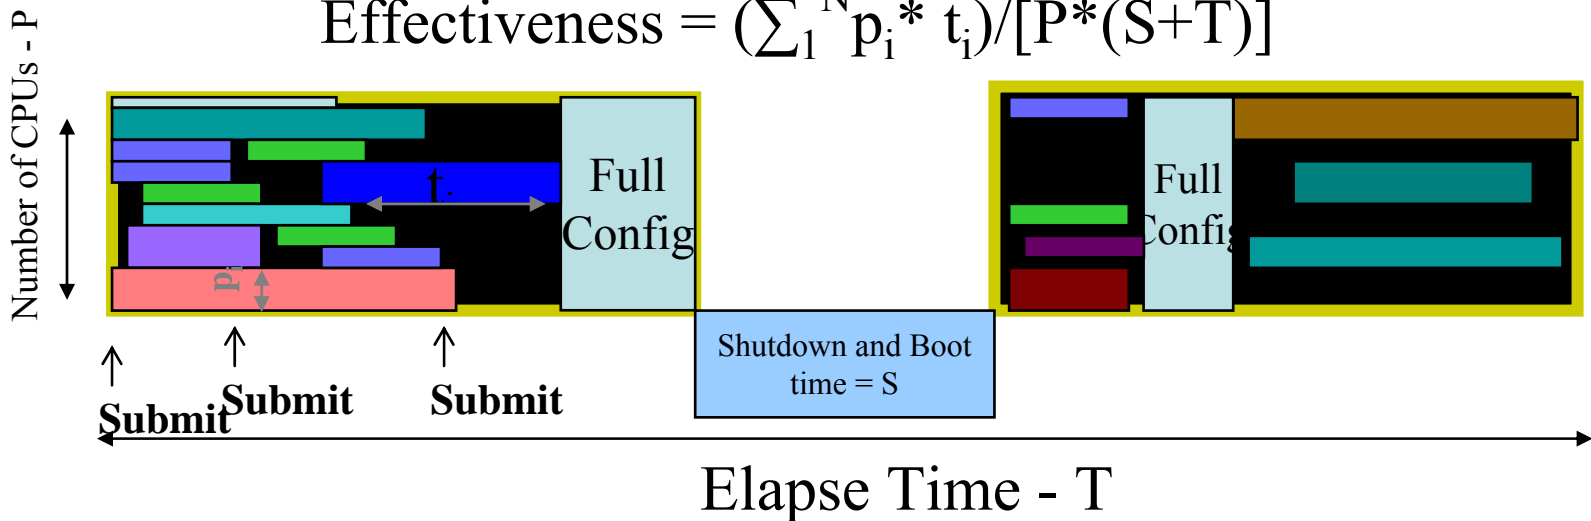 Effectiveness = (∑₁ᴺpᵢ* tᵢ)/[P*(S+T)]
Number of CPUs - P
Full
Config
tᵢ
pᵢ
Full
Config
Shutdown and Boot
time = S
Submit
Submit
Submit
Elapse Time - T